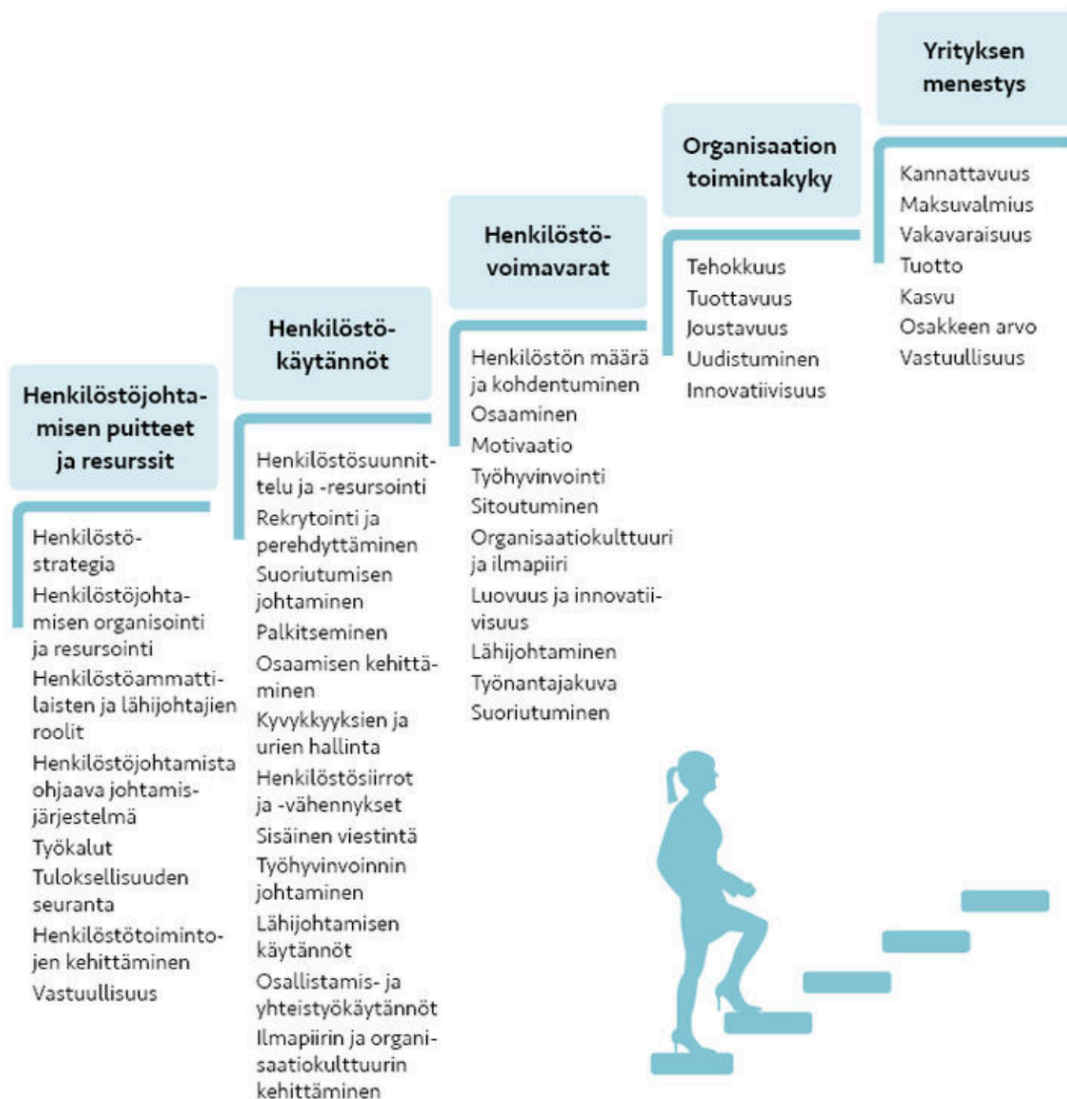 Henkilöstöjohta-
misen puitteet
ja resurssit
Henkilöstö-
strategia
Henkilöstöjohta-
misen organisointi
ja resursointi
Henkilöstöammatti-
laisten ja lähijohtajien
roolit
Henkilöstöjohtamista
ohjaava johtamis-
järjestelmä
Työkalut
Tuloksellisuuden
seuranta
Henkilöstötoiminto-
jen kehittäminen
Vastuullisuus
Henkilöstö-
käytännöt
Henkilöstösuunnit-
telu ja -resursointi
Rekrytointi ja
perehdyttäminen
Suoriutumisen
johtaminen
Palkitseminen
Osaamisen kehittä-
minen
Kyvykkyyksien ja
urien hallinta
Henkilöstösiirrot
ja -vähennykset
Sisäinen viestintä
Työhyvinvoinnin
johtaminen
Lähijohtamisen
käytännöt
Osallistamis- ja
yhteistyökäytännöt
Ilmapiirin ja organi-
saatiokulttuurin
kehittäminen
Henkilöstö-
voimavarat
Henkilöstön määrä
ja kohdentuminen
Osaaminen
Motivaatio
Työhyvinvointi
Sitoutuminen
Organisaatiokulttuuri
ja ilmapiiri
Luovuus ja innovatii-
visuus
Lähijohtaminen
Työnantajakuva
Suoriutuminen
Organisaation
toimintakyky
Tehokkuus
Tuottavuus
Joustavuus
Uudistuminen
Innovatiivisuus
Yrityksen
menestys
Kannattavuus
Maksuvalmius
Vakavaraisuus
Tuotto
Kasvu
Osakkeen arvo
Vastuullisuus